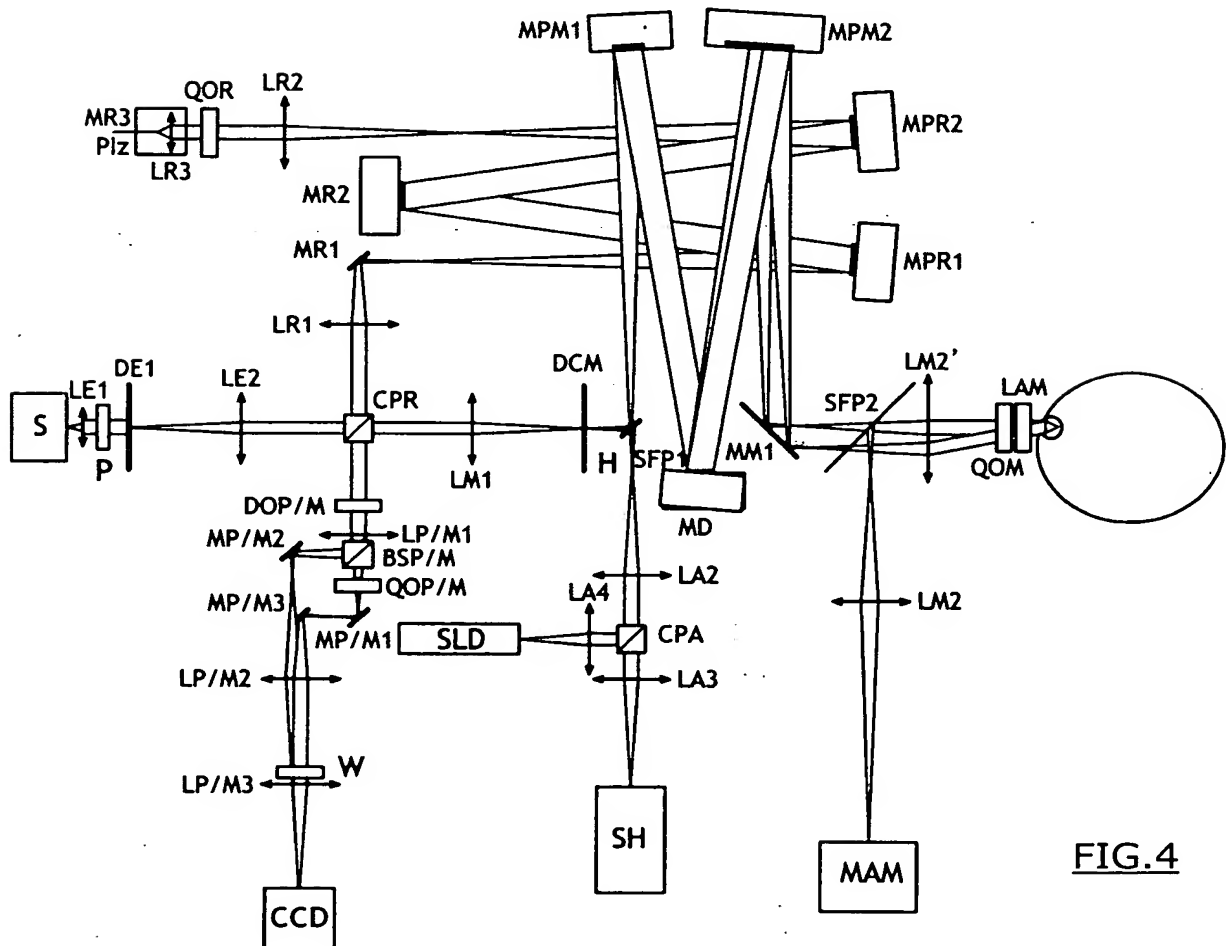 MPM1
MPM2
QOR
LR2
MR3
Piz
LR3
MPR2
MR2
MPR1
MR1
LR1
DE1
LE1
LE2
DCM
CPR
S
P
LM1
H
SFP1
MM1
SFP2
LM2'
LAM
QOM
MD
DOP/M
LP/M1
MP/M2
BSP/M
QOP/M
MP/M3
MP/M1
LA2
LA4
SLD
CPA
LM2
LP/M2
LA3
W
LP/M3
SH
MAM
CCD
FIG.4